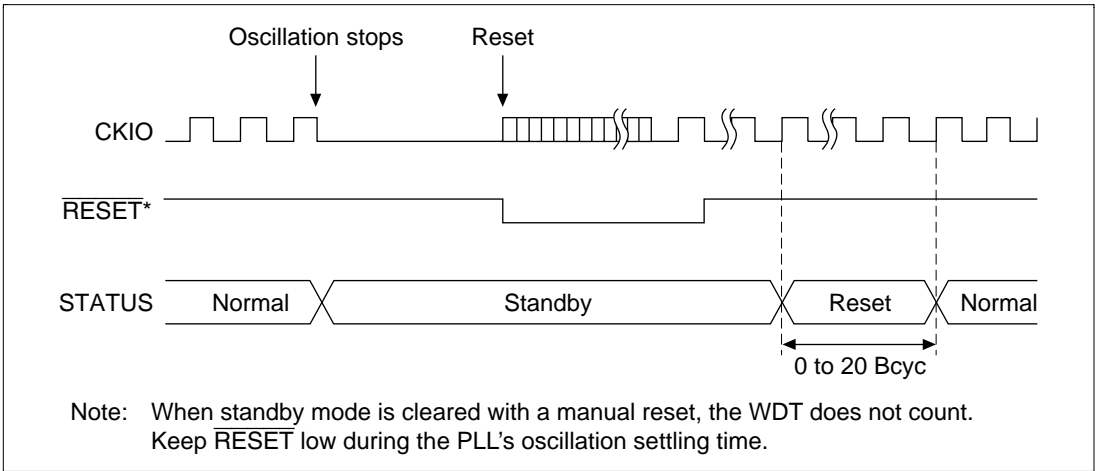 Oscillation stops Reset
CKIO
RESET*
STATUS Normal Standby Reset Normal
0 to 20 Bcyc
Note: When standby mode is cleared with a manual reset, the WDT does not count.
Keep RESET low during the PLL's oscillation settling time.